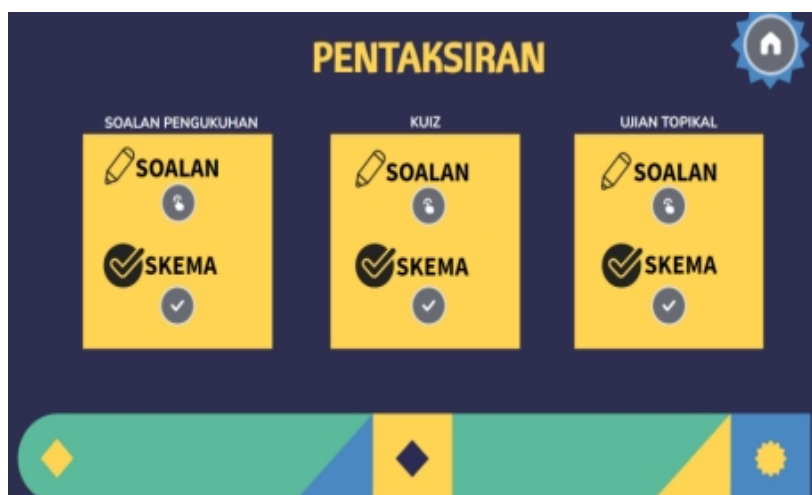 PENTAKSIRAN
SOALAN PENGUKUHAN
SOALAN
SKEMA
KUIZ
SOALAN
SKEMA
UJIAN TOPIKAL
SOALAN
SKEMA